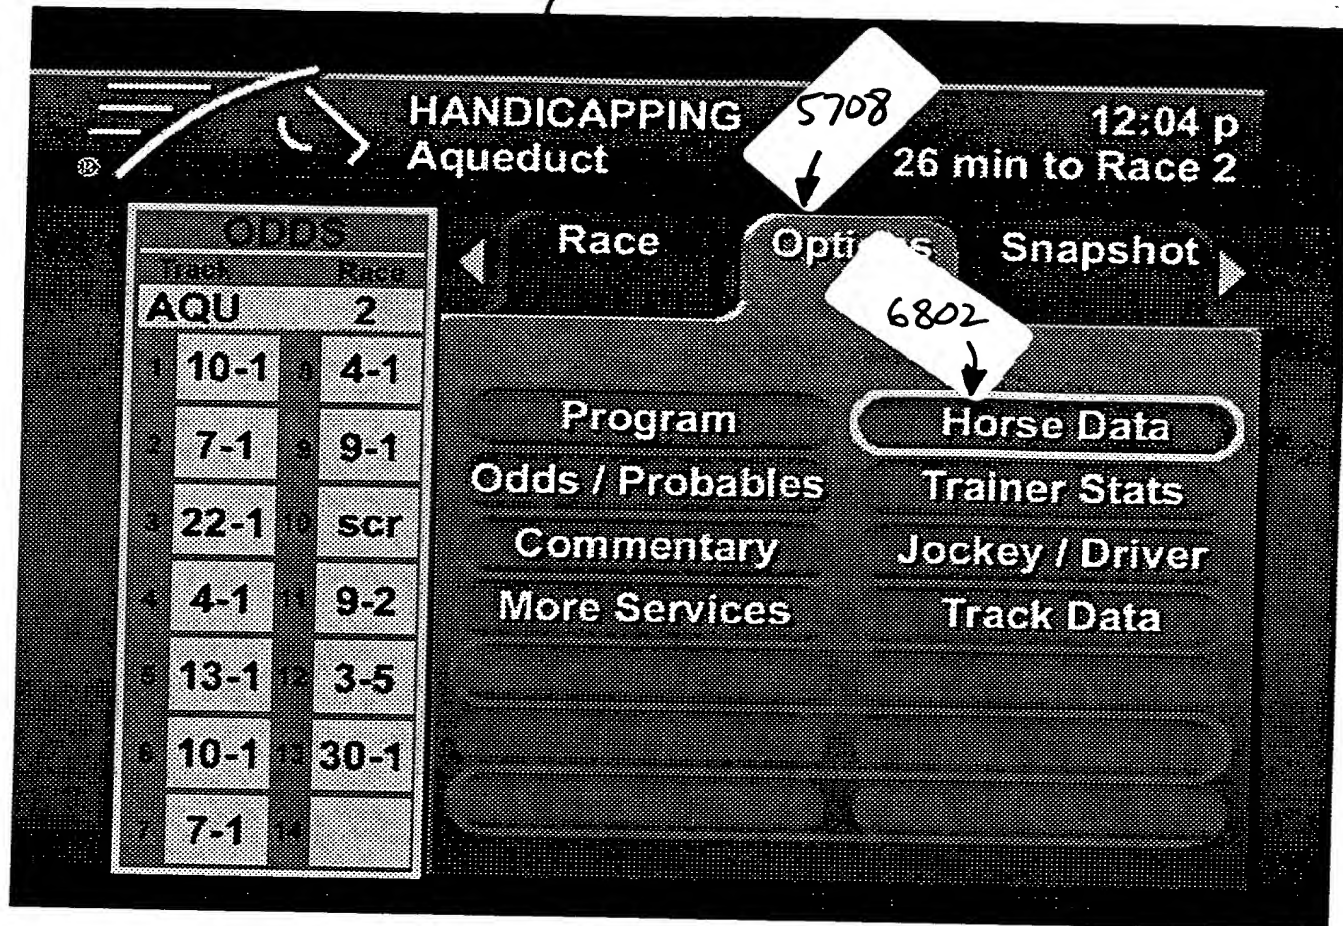 HANDICAPPING
Aqueduct
5708
12:04 p
26 min to Race 2
®
ODDS
Track Race
AQU 2
1 10-1 8 4-1
2 7-1 9 9-1
3 22-1 10 scr
4 4-1 11 9-2
5 13-1 12 3-5
6 10-1 13 30-1
7 7-1 14
Race
Options
Snapshot
6802
Program
Horse Data
Odds / Probables
Trainer Stats
Commentary
Jockey / Driver
More Services
Track Data